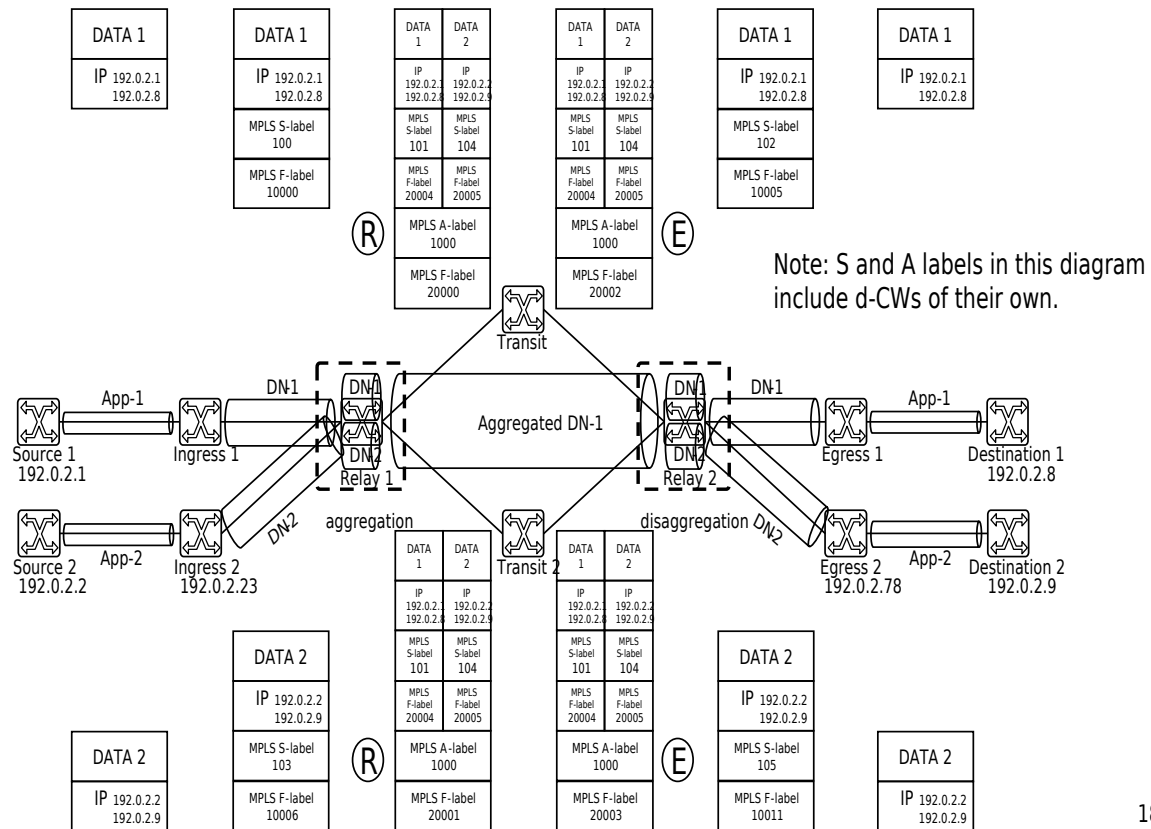 DATA 1
IP 192.0.2.1
192.0.2.8
DATA 1
IP 192.0.2.1
192.0.2.8
MPLS S-label
100
MPLS F-label
10000
DATA
1
DATA
2
IP
192.0.2.1
192.0.2.8
IP
192.0.2.2
192.0.2.9
MPLS
S-label
101
MPLS
S-label
104
MPLS
F-label
20004
MPLS
F-label
20005
MPLS A-label
1000
MPLS F-label
20000
R
DATA
1
DATA
2
IP
192.0.2.1
192.0.2.8
IP
192.0.2.2
192.0.2.9
MPLS
S-label
101
MPLS
S-label
104
MPLS
F-label
20004
MPLS
F-label
20005
MPLS A-label
1000
MPLS F-label
20002
E
DATA 1
IP 192.0.2.1
192.0.2.8
MPLS S-label
102
MPLS F-label
10005
DATA 1
IP 192.0.2.1
192.0.2.8
Note: S and A labels in this diagram
include d-CWs of their own.
Transit
App-1
DN-1
DN-1
Aggregated DN-1
DN-1
DN-1
App-1
Source 1
192.0.2.1
Ingress 1
DN-2
Relay 1
DN-2
Relay 2
Egress 1
Destination 1
192.0.2.8
DN-2
aggregation
disaggregation
DN-2
App-2
App-2
Source 2
192.0.2.2
Ingress 2
192.0.2.23
Transit 2
Egress 2
192.0.2.78
Destination 2
192.0.2.9
DATA 2
IP 192.0.2.2
192.0.2.9
DATA 2
IP 192.0.2.2
192.0.2.9
MPLS S-label
103
MPLS F-label
10006
R
DATA
1
DATA
2
IP
192.0.2.1
192.0.2.8
IP
192.0.2.2
192.0.2.9
MPLS
S-label
101
MPLS
S-label
104
MPLS
F-label
20004
MPLS
F-label
20005
MPLS A-label
1000
MPLS F-label
20001
DATA
1
DATA
2
IP
192.0.2.1
192.0.2.8
IP
192.0.2.2
192.0.2.9
MPLS
S-label
101
MPLS
S-label
104
MPLS
F-label
20004
MPLS
F-label
20005
MPLS A-label
1000
MPLS F-label
20003
E
DATA 2
IP 192.0.2.2
192.0.2.9
MPLS S-label
105
MPLS F-label
10011
DATA 2
IP 192.0.2.2
192.0.2.9